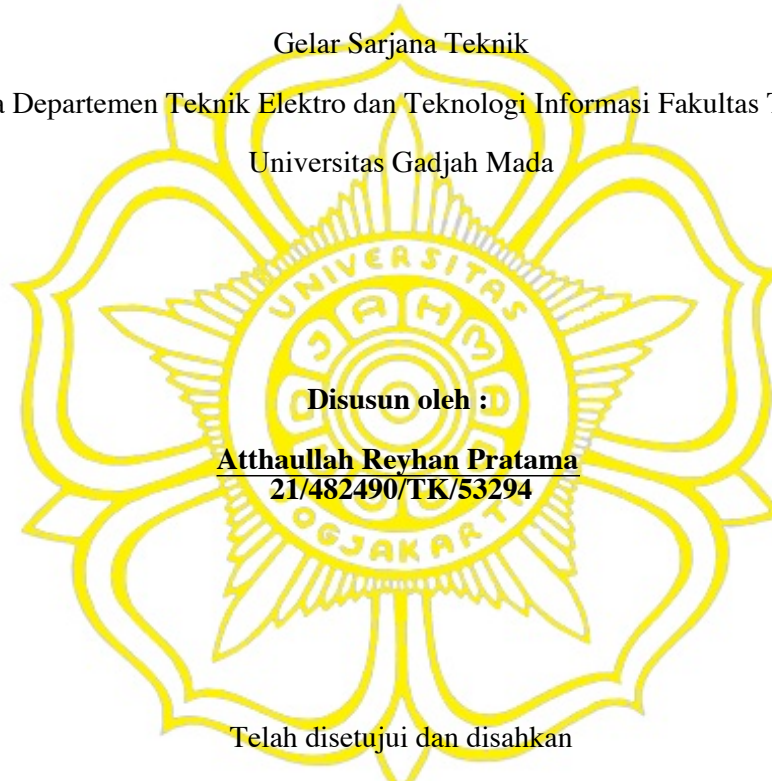 Gelar Sarjana Teknik
Departemen Teknik Elektro dan Teknologi Informasi Fakultas
Universitas Gadjah Mada
UNIVERSITAS
Disusun oleh :
Atthaullah Reyhan Pratama
21/482490/TK/53294
Telah disetujui dan disahkan